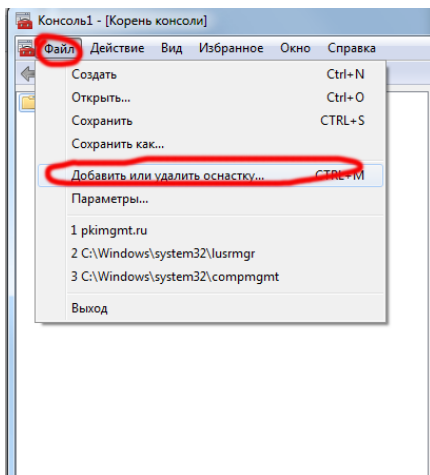 Консоль1 - [Корень консоли]
Файл Действие Вид Избранное Окно Справка
Создать Ctrl+N
Открыть... Ctrl+O
Сохранить CTRL+S
Сохранить как...
Добавить или удалить оснастку... CTRL+M
Параметры...
1 pkimgmt.ru
2 C:\Windows\system32\lusrmgr
3 C:\Windows\system32\compmgmt
Выход